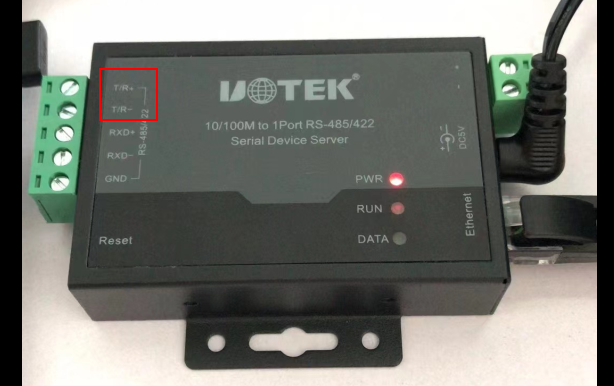 T/R+
T/R-
RXD+
RXD-
GND
RS-485/422
UOTEK®
10/100M to 1Port RS-485/422
Serial Device Server
+
-
DC5V
PWR
RUN
DATA
Ethernet
Reset